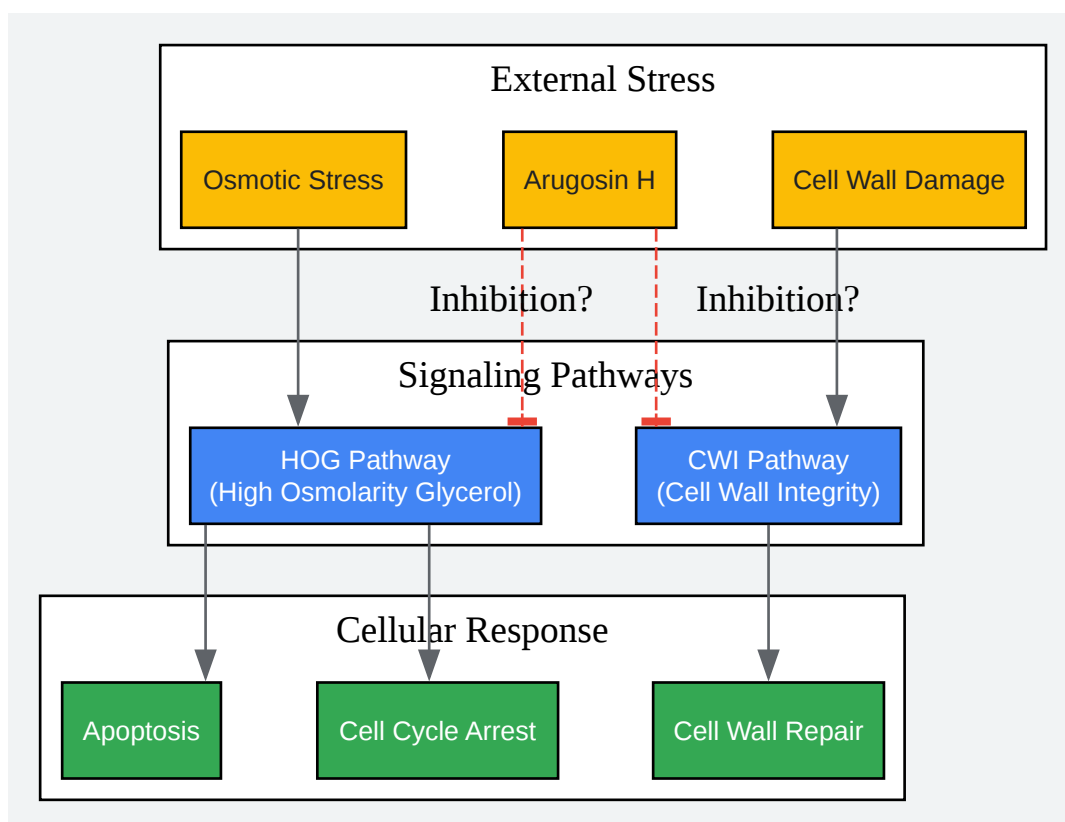 External Stress
Osmotic Stress
Arugosin H
Cell Wall Damage
Inhibition?
Inhibition?
Signaling Pathways
HOG Pathway
(High Osmolarity Glycerol)
CWI Pathway
(Cell Wall Integrity)
Cellular Response
Apoptosis
Cell Cycle Arrest
Cell Wall Repair